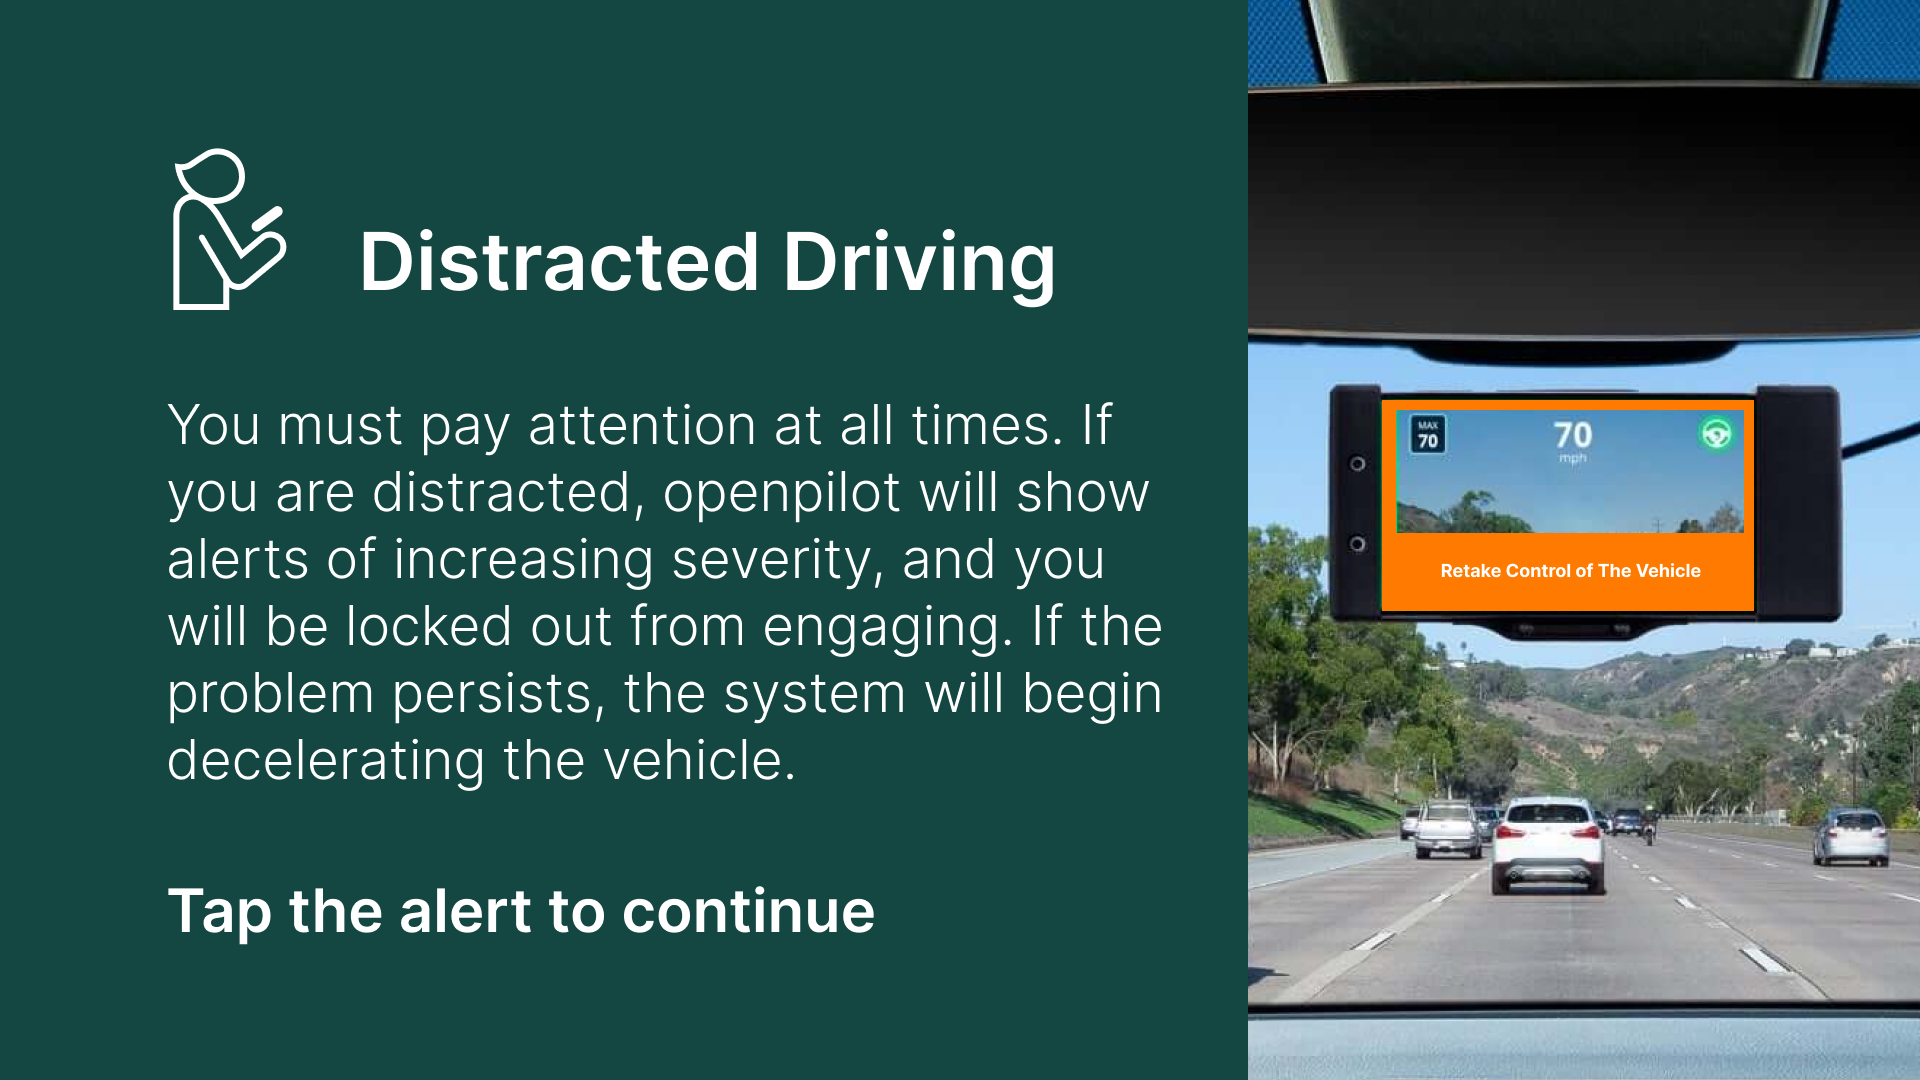 Distracted Driving
You must pay attention at all times. If
you are distracted, openpilot will show
alerts of increasing severity, and you
will be locked out from engaging. If the
problem persists, the system will begin
decelerating the vehicle.
Tap the alert to continue
MAX
70
70
mph
Retake Control of The Vehicle